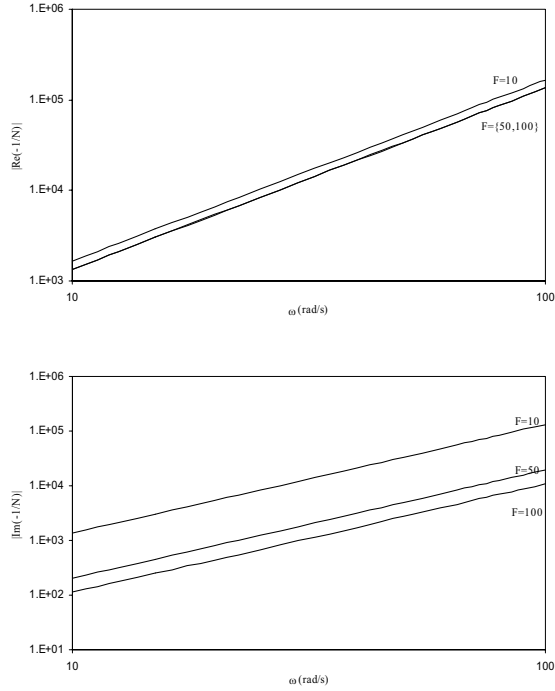 1.E+06
F=10
1.E+05
F={50,100}
|Re(-1/N)|
1.E+04
1.E+03
10
100
ω (rad/s)
1.E+06
F=10
1.E+05
F=50
1.E+04
F=100
|Im(-1/N)|
1.E+03
1.E+02
1.E+01
10
100
ω (rad/s)